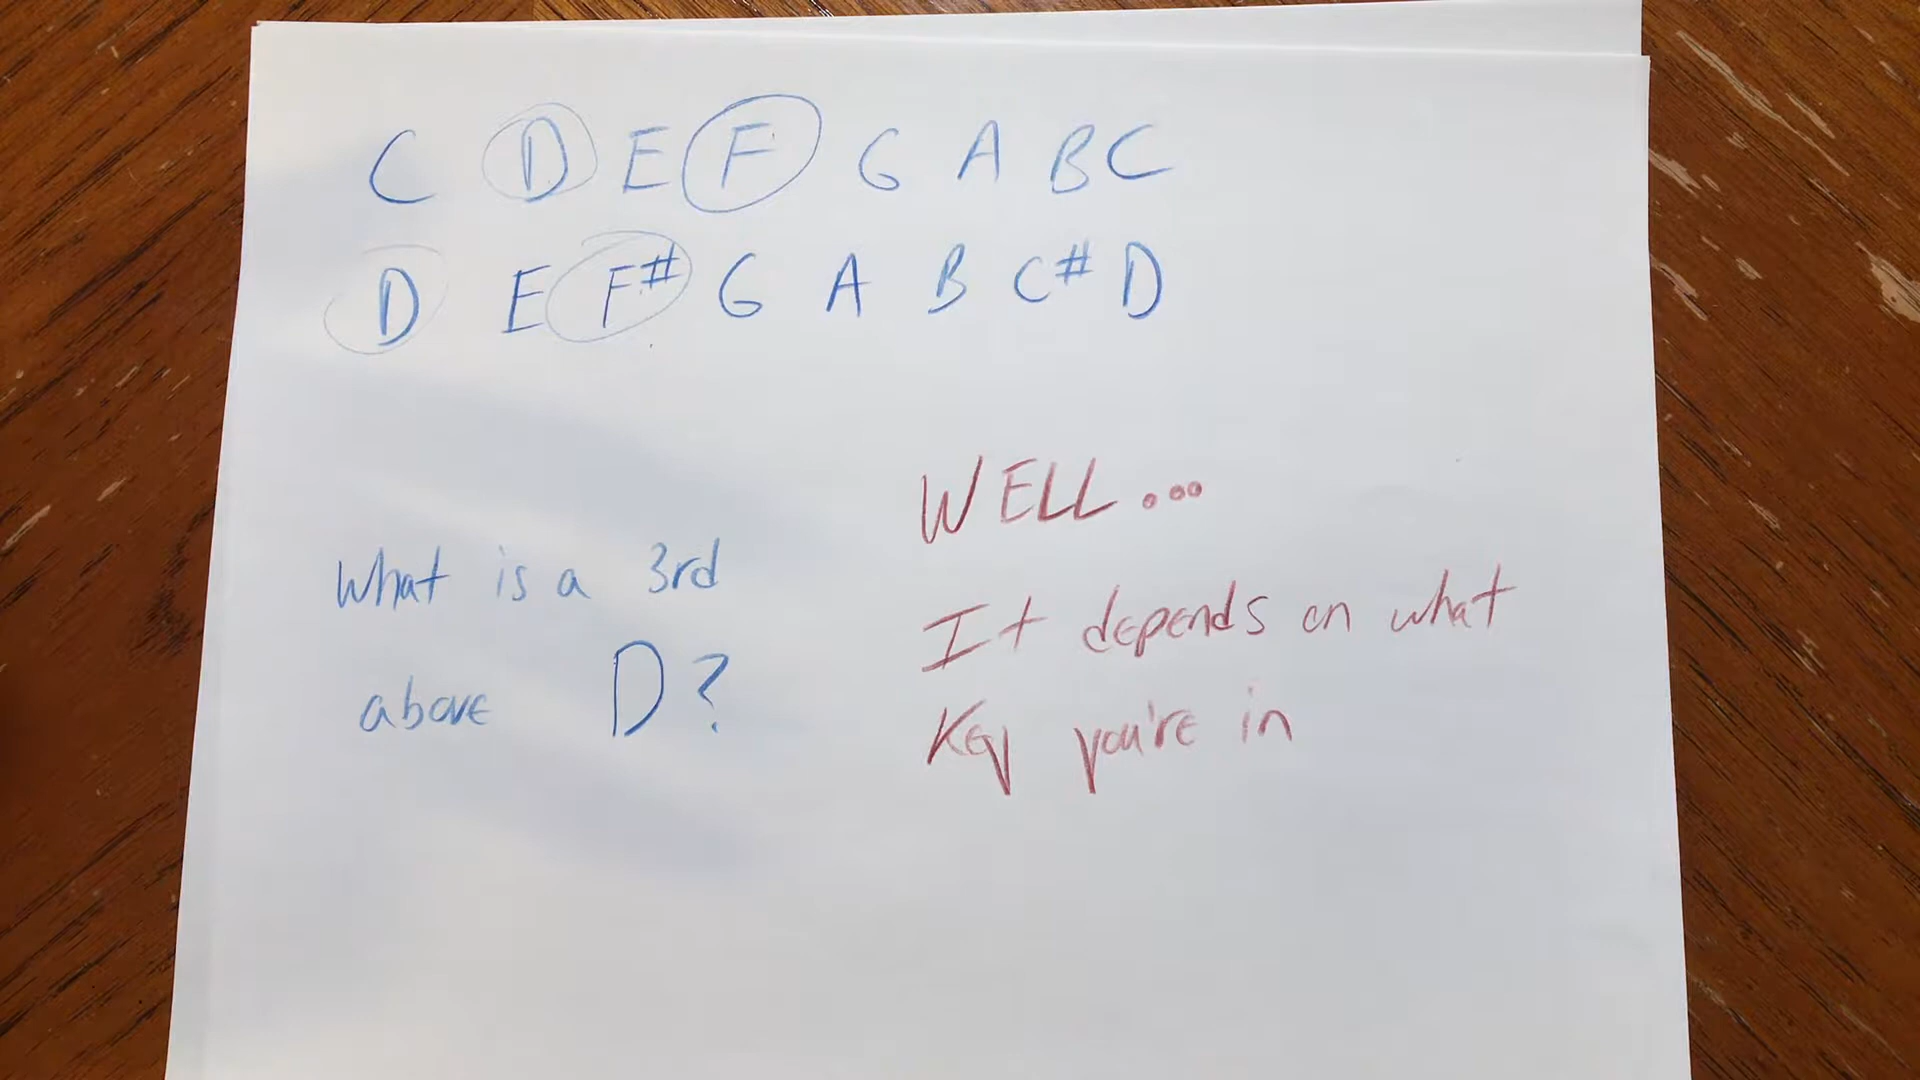 C D E F G A B C
D E F# G A B C# D
What is a 3rd
above D?
WELL...
It depends on what
Key you're in